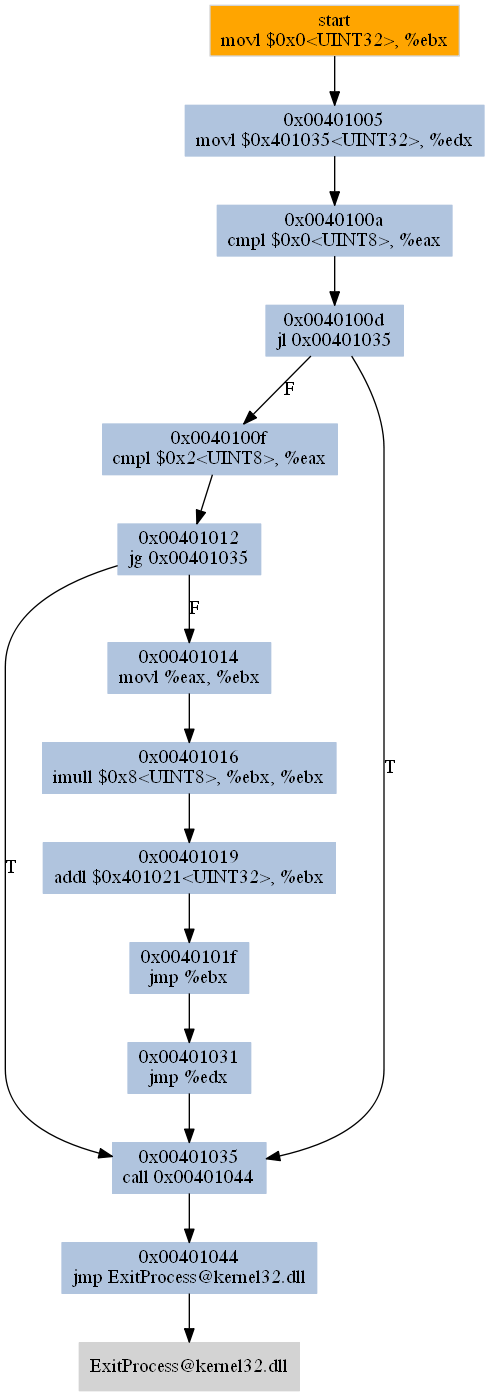 start
movl $0x0<UINT32>, %ebx
0x00401005
movl $0x401035<UINT32>, %edx
0x0040100a
cmpl $0x0<UINT8>, %eax
0x0040100d
jl 0x00401035
F
0x0040100f
cmpl $0x2<UINT8>, %eax
0x00401012
jg 0x00401035
F
0x00401014
movl %eax, %ebx
0x00401016
imull $0x8<UINT8>, %ebx, %ebx
T
0x00401019
addl $0x401021<UINT32>, %ebx
T
0x0040101f
jmp %ebx
0x00401031
jmp %edx
0x00401035
call 0x00401044
0x00401044
jmp ExitProcess@kernel32.dll
ExitProcess@kernel32.dll